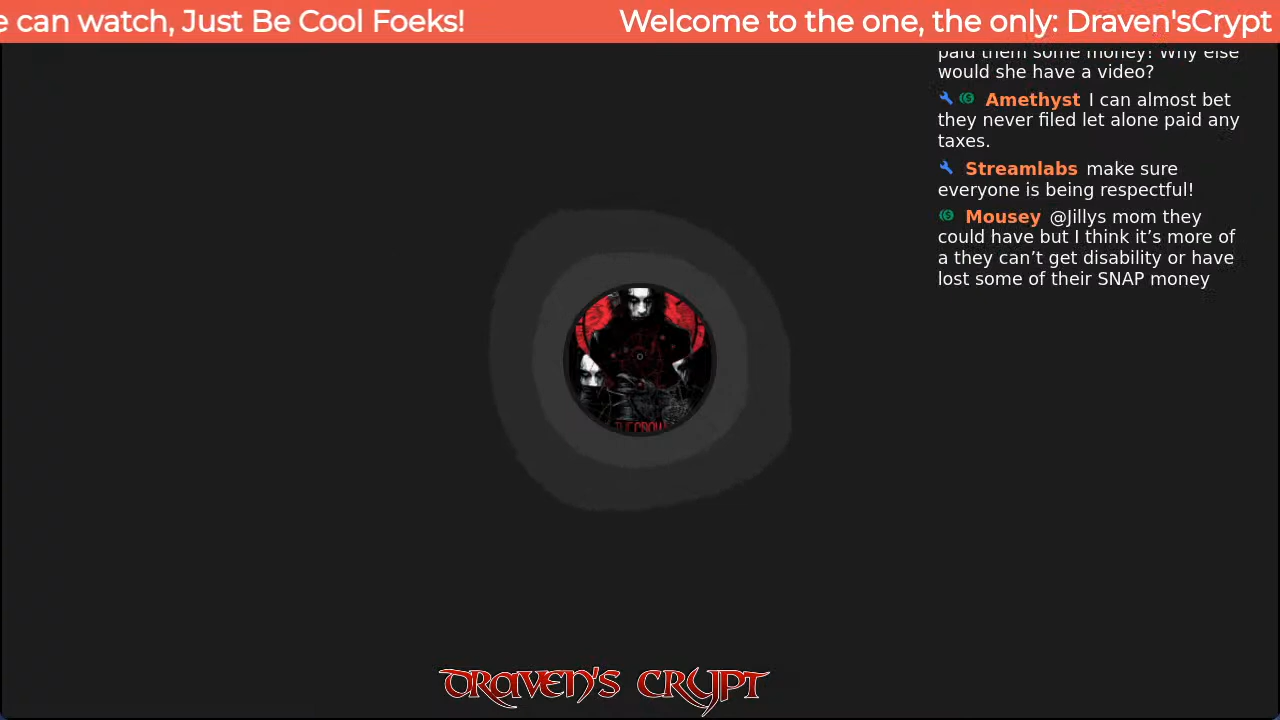 e can watch, Just Be Cool Foeks! Welcome to the one, the only: Draven'sCrypt
paid them some money! Why else
would she have a video?
Amethyst I can almost bet
they never filed let alone paid any
taxes.
Streamlabs make sure
everyone is being respectful!
Mousey @Jillys mom they
could have but I think it’s more of
a they can’t get disability or have
lost some of their SNAP money
THE CROW
DRAVEN'S CRYPT